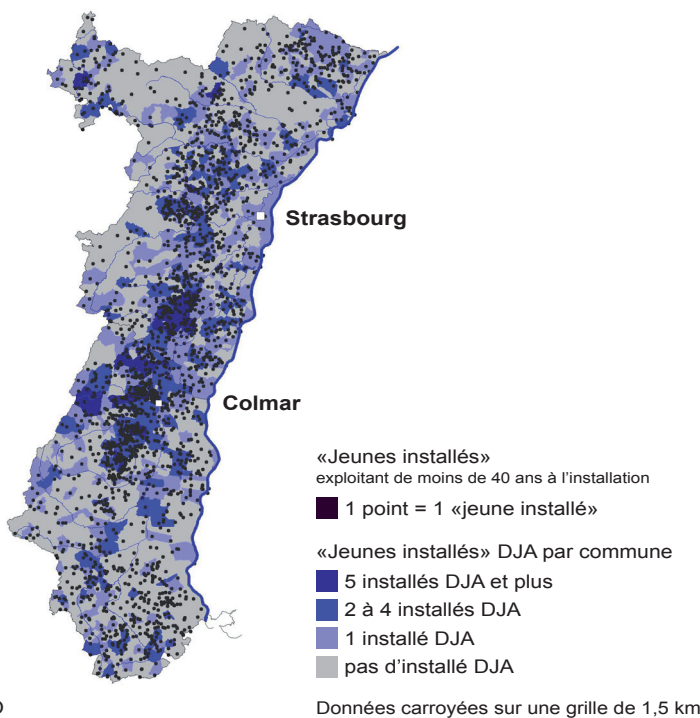 Strasbourg
Colmar
«Jeunes installés»
exploitant de moins de 40 ans à l’installation
1 point = 1 «jeune installé»
«Jeunes installés» DJA par commune
5 installés DJA et plus
2 à 4 installés DJA
1 installé DJA
pas d’installé DJA
Données carroyées sur une grille de 1,5 km